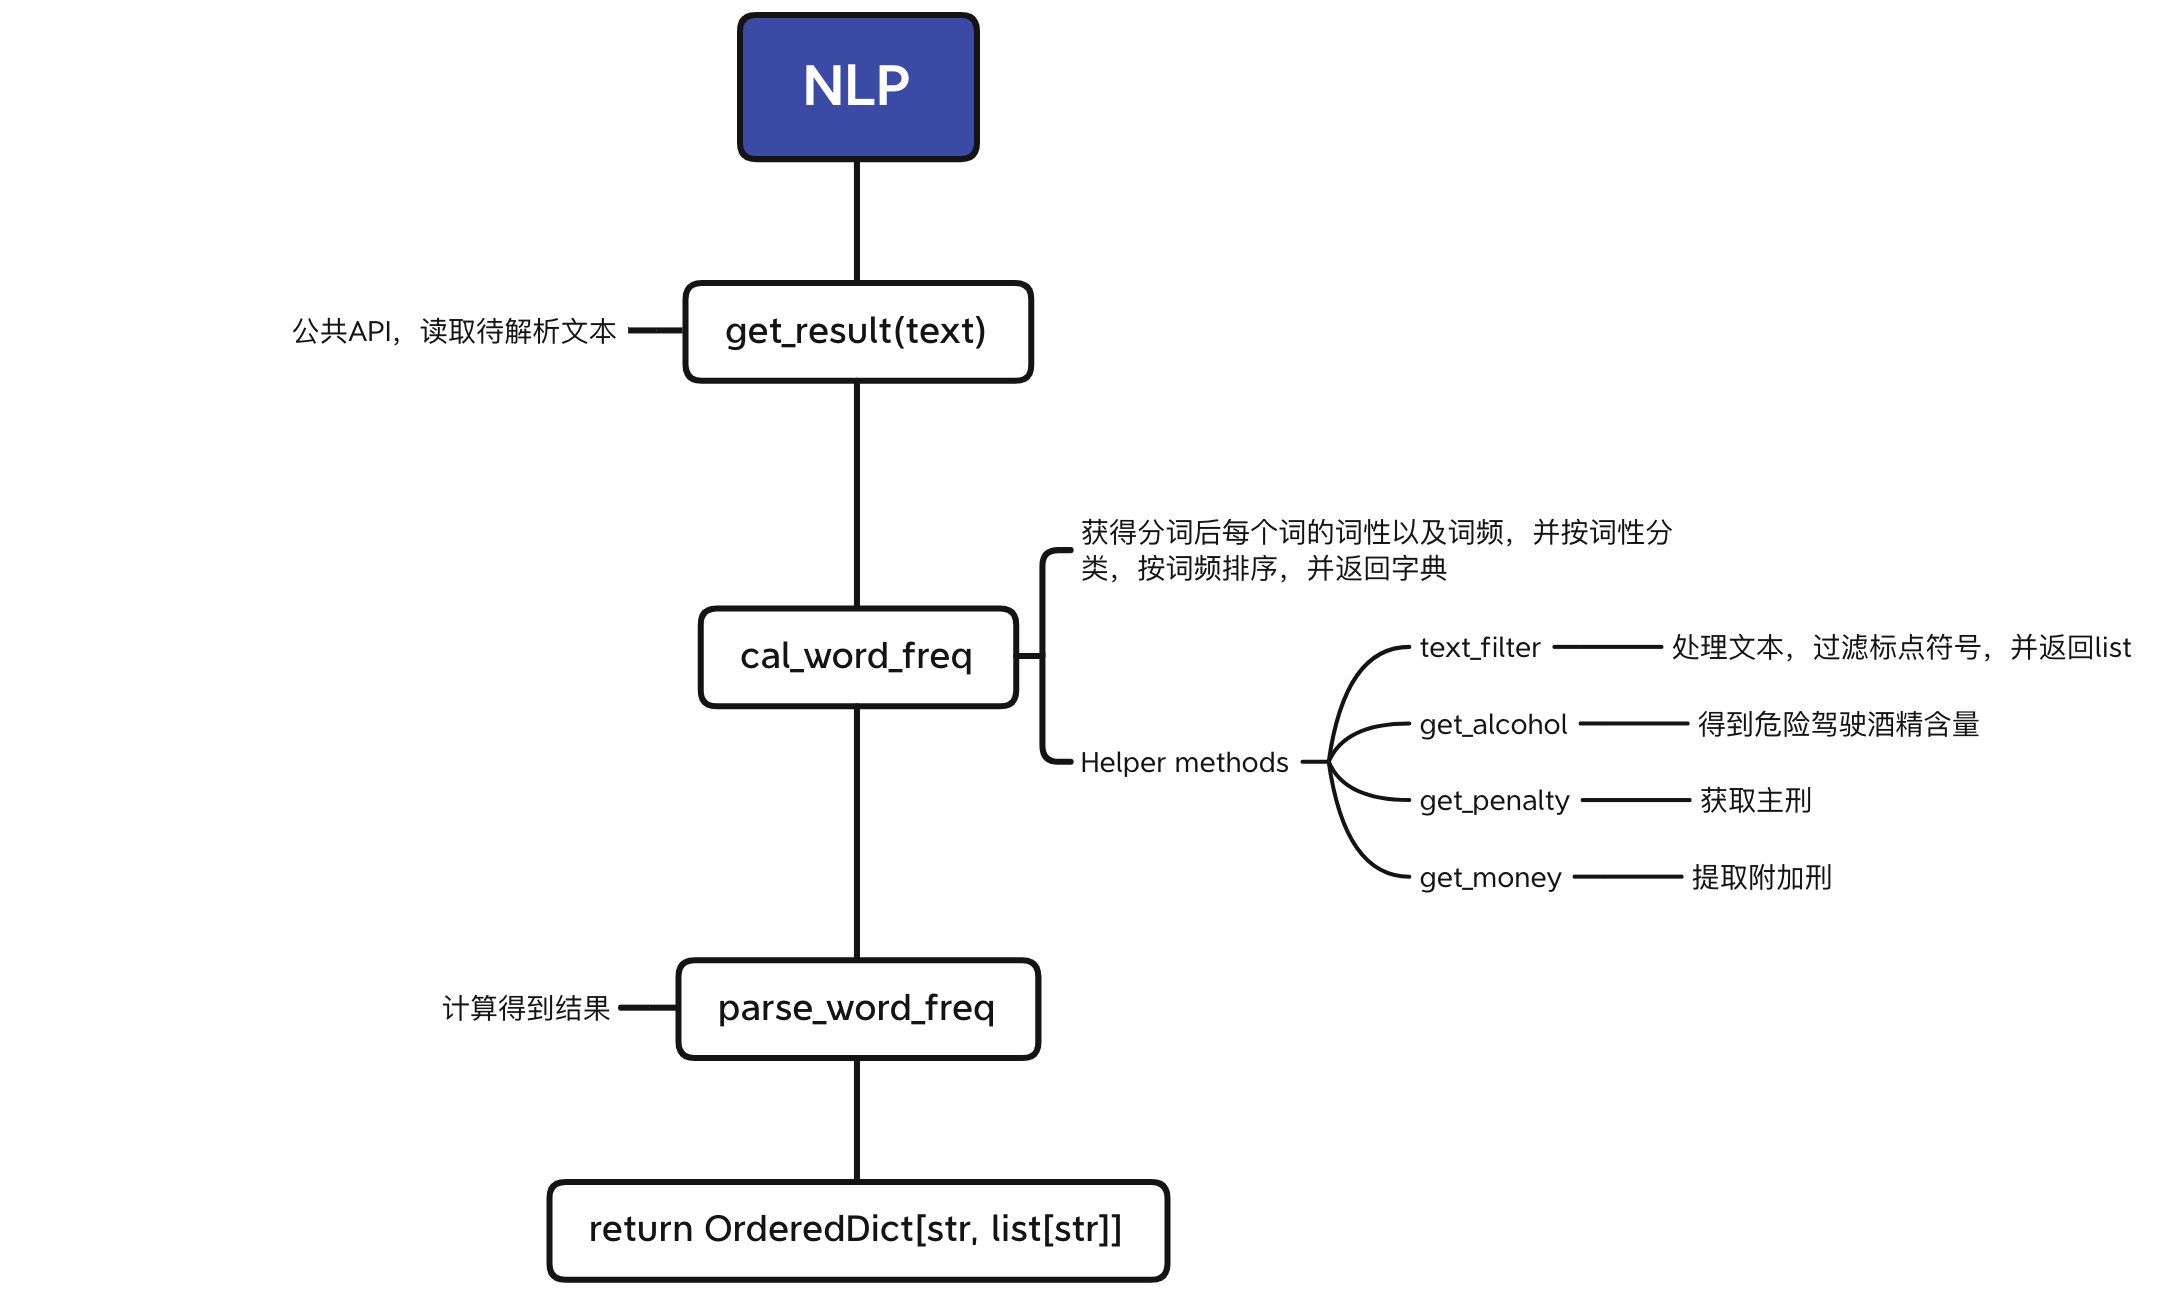 NLP
公共API，读取待解析文本
get_result(text)
获得分词后每个词的词性以及词频，并按词性分
类，按词频排序，并返回字典
cal_word_freq
Helper methods
text_filter
处理文本，过滤标点符号，并返回list
get_alcohol
得到危险驾驶酒精含量
get_penalty
获取主刑
get_money
提取附加刑
计算得到结果
parse_word_freq
return OrderedDict[str, list[str]]